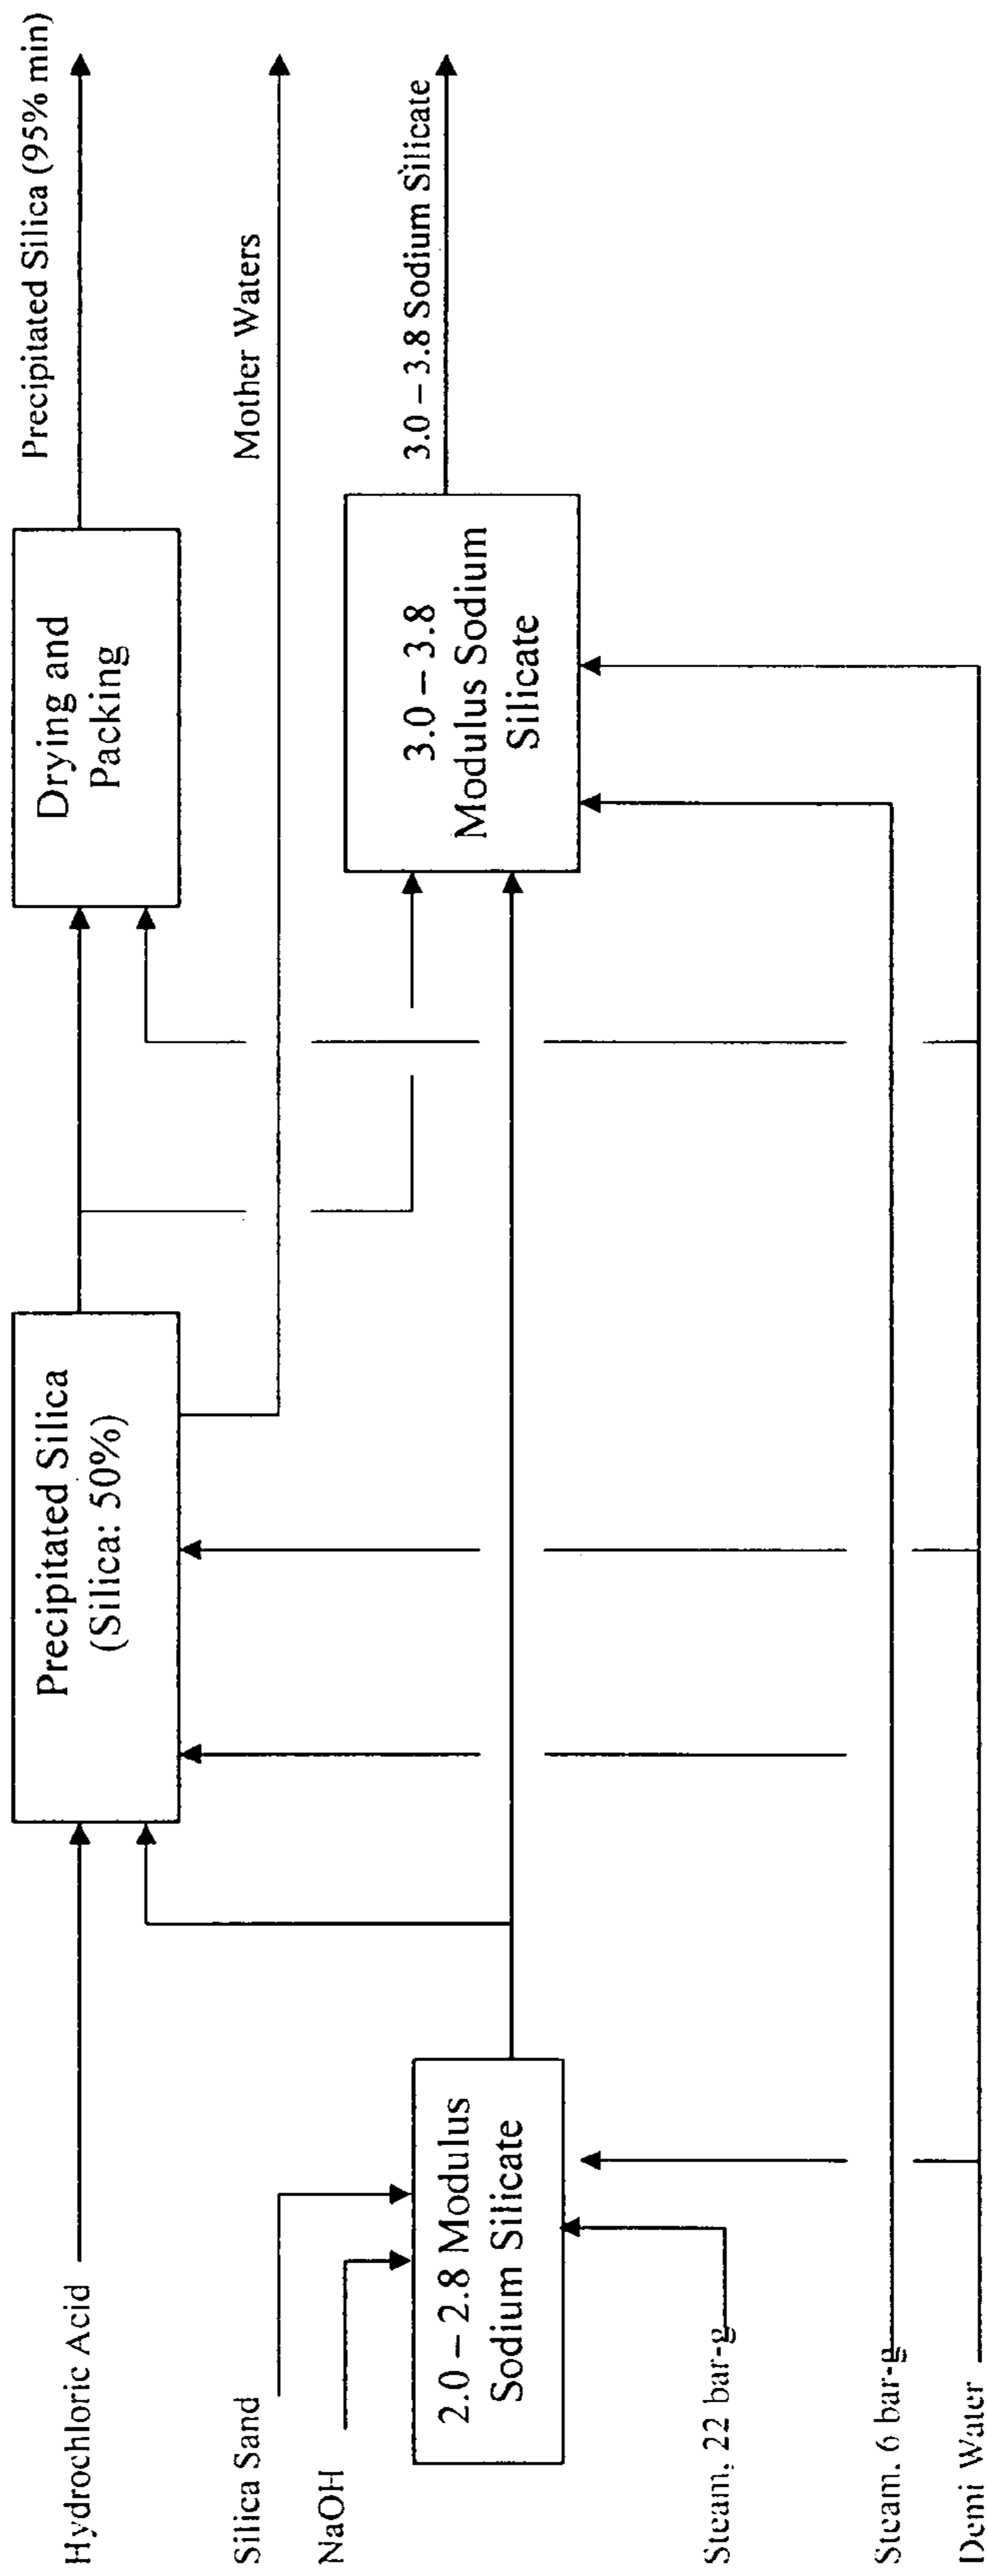 Hydrochloric Acid
Silica Sand
NaOH
Steam, 22 bar-g
Steam, 6 bar-g
Demi Water
2.0 – 2.8 Modulus
Sodium Silicate
Precipitated Silica
(Silica: 50%)
Drying and
Packing
3.0 – 3.8
Modulus Sodium
Silicate
Precipitated Silica (95% min)
Mother Waters
3.0 – 3.8 Sodium Silicate